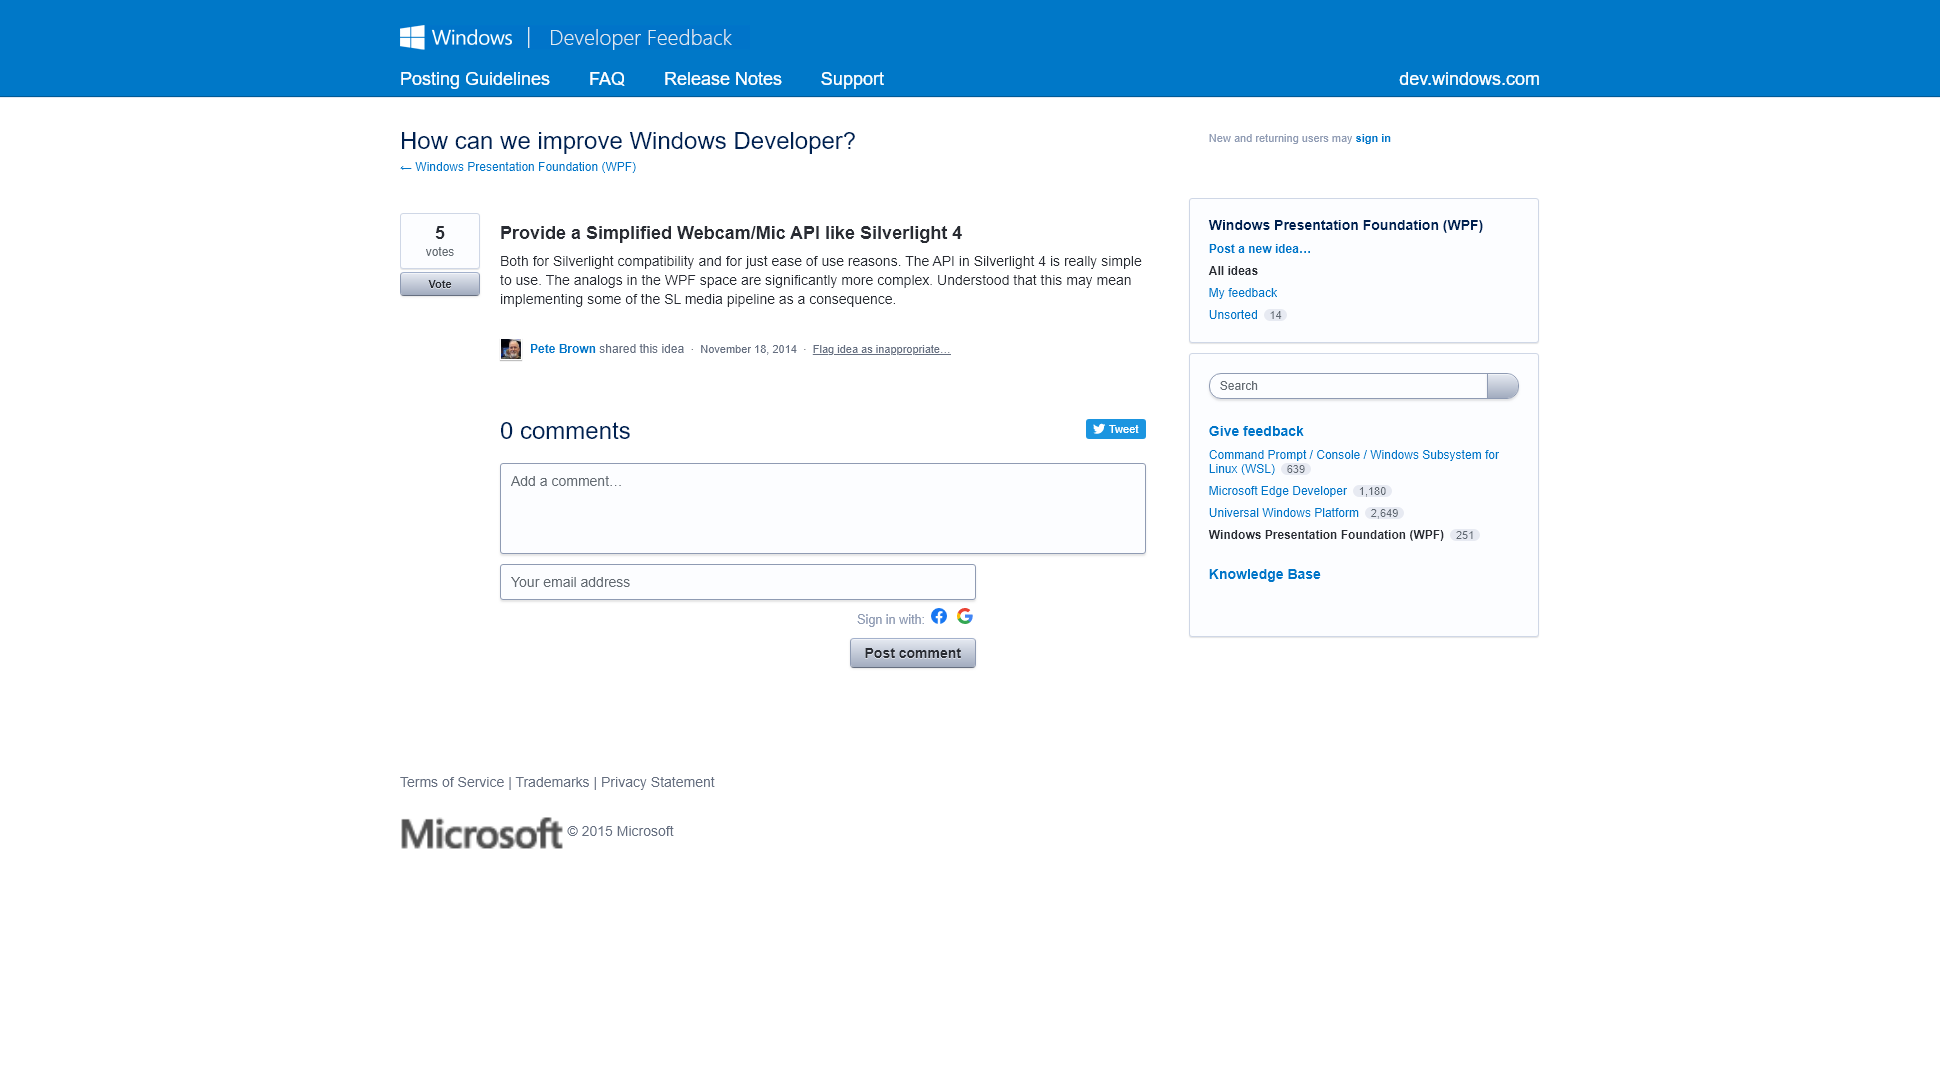 Windows | Developer Feedback
Posting Guidelines FAQ Release Notes Support dev.windows.com
How can we improve Windows Developer?
← Windows Presentation Foundation (WPF)
5
votes
Vote
Provide a Simplified Webcam/Mic API like Silverlight 4
Both for Silverlight compatibility and for just ease of use reasons. The API in Silverlight 4 is really simple
to use. The analogs in the WPF space are significantly more complex. Understood that this may mean
implementing some of the SL media pipeline as a consequence.
Pete Brown shared this idea · November 18, 2014 · Flag idea as inappropriate…
0 comments
Tweet
Add a comment…
Your email address
Sign in with:
Post comment
New and returning users may sign in
Windows Presentation Foundation (WPF)
Post a new idea…
All ideas
My feedback
Unsorted 14
Search
Give feedback
Command Prompt / Console / Windows Subsystem for
Linux (WSL) 639
Microsoft Edge Developer 1,180
Universal Windows Platform 2,649
Windows Presentation Foundation (WPF) 251
Knowledge Base
Terms of Service | Trademarks | Privacy Statement
Microsoft © 2015 Microsoft